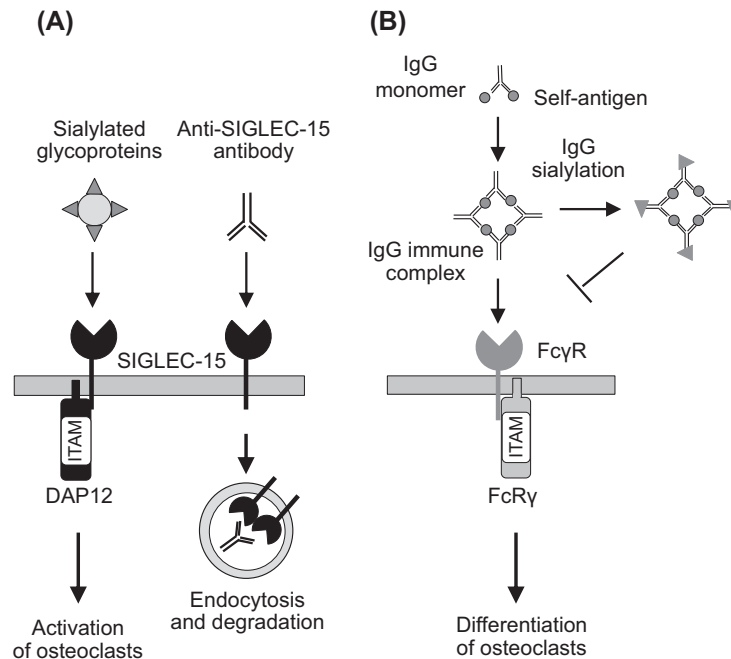 (A)
Sialylated
glycoproteins
Anti-SIGLEC-15
antibody
SIGLEC-15
ITAM
DAP12
Activation
of osteoclasts
Endocytosis
and degradation
(B)
IgG
monomer
Self-antigen
IgG
sialylation
IgG immune
complex
FcγR
ITAM
FcRγ
Differentiation
of osteoclasts